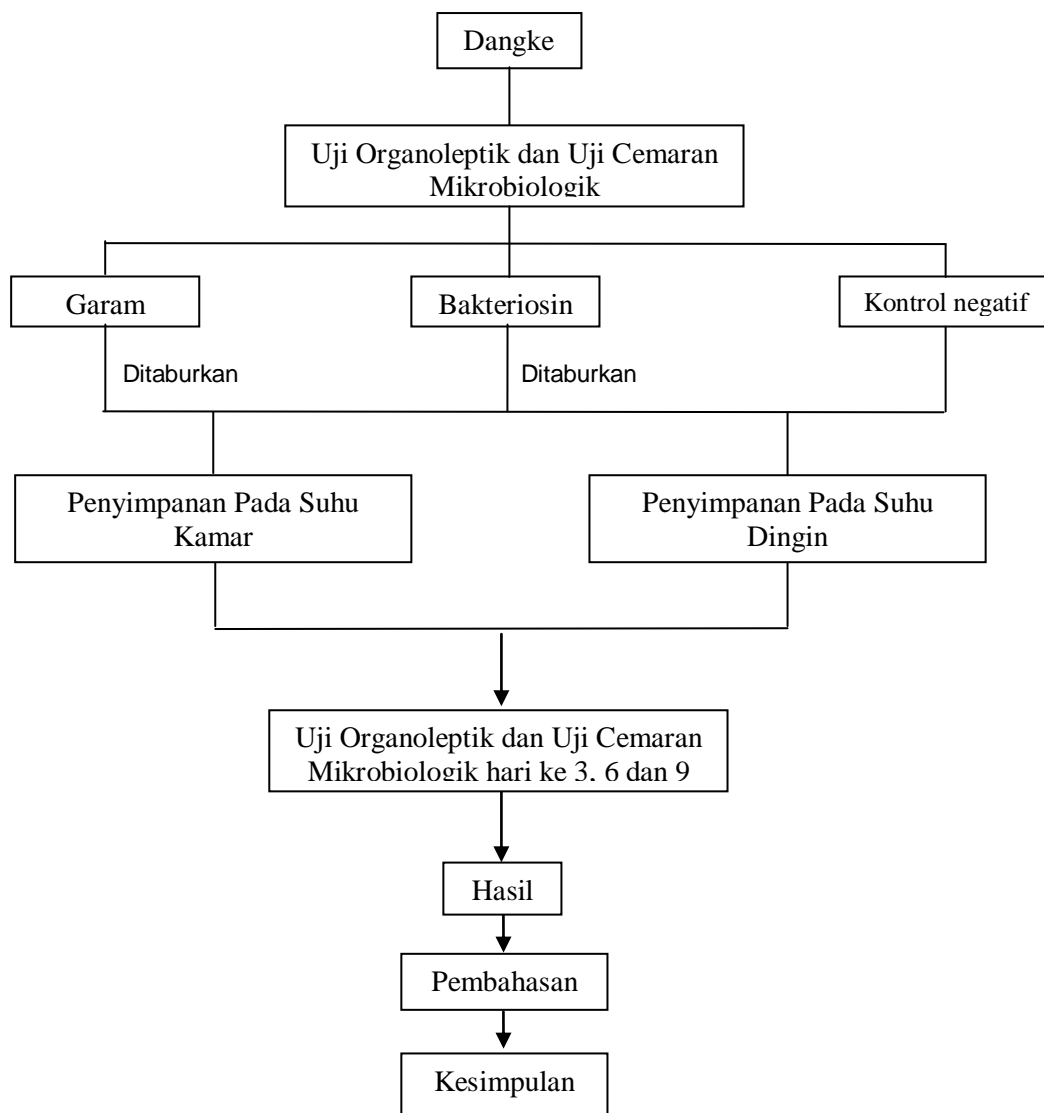 Dangke
Uji Organoleptik dan Uji Cemaran
Mikrobiologik
Garam
Bakteriosin
Kontrol negatif
Ditaburkan
Ditaburkan
Penyimpanan Pada Suhu
Kamar
Penyimpanan Pada Suhu
Dingin
Uji Organoleptik dan Uji Cemaran
Mikrobiologik hari ke 3, 6 dan 9
Hasil
Pembahasan
Kesimpulan